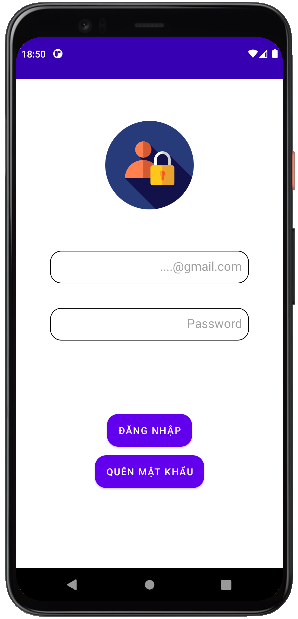 18:50
....@gmail.com
Password
ĐĂNG NHẬP
QUÊN MẬT KHẨU